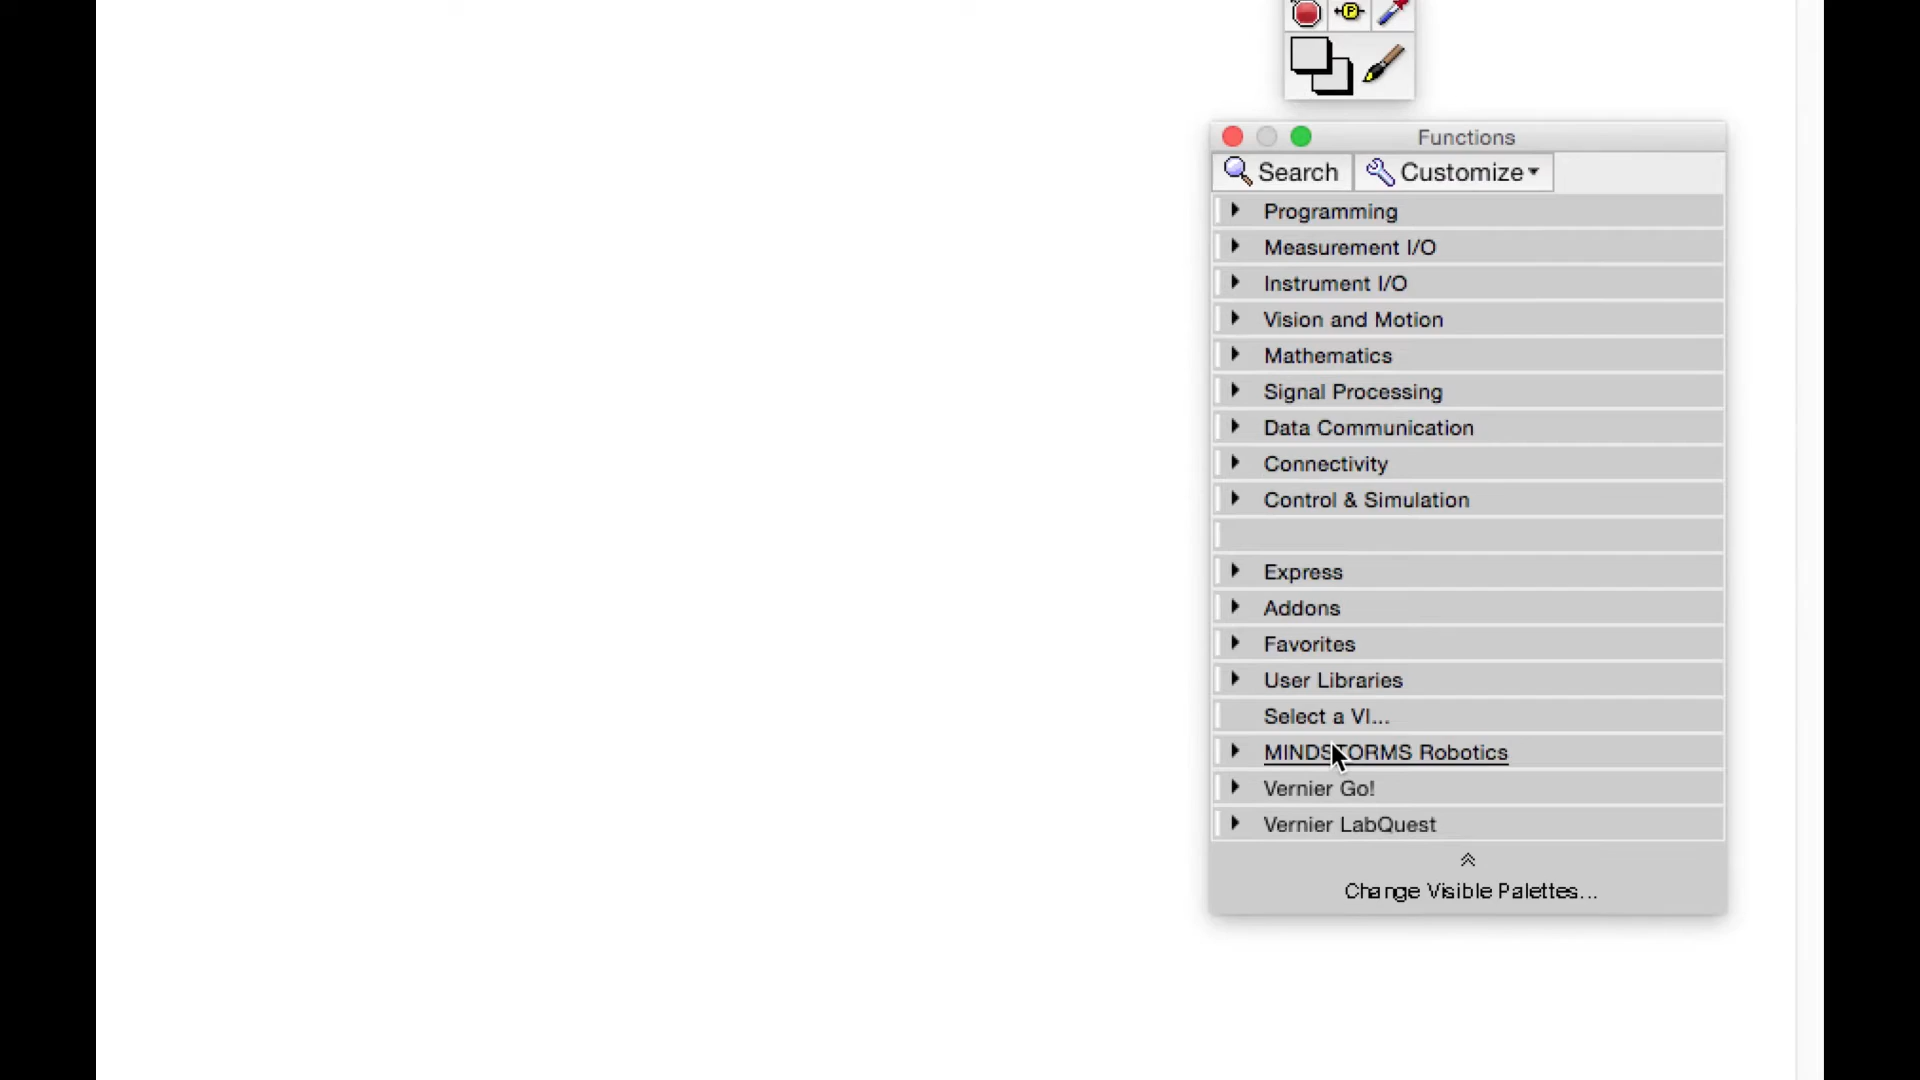 P
Functions
Search Customize
Programming
Measurement I/O
Instrument I/O
Vision and Motion
Mathematics
Signal Processing
Data Communication
Connectivity
Control & Simulation
Express
Addons
Favorites
User Libraries
Select a VI...
MINDSTORMS Robotics
Vernier Go!
Vernier LabQuest
Change Visible Palettes...